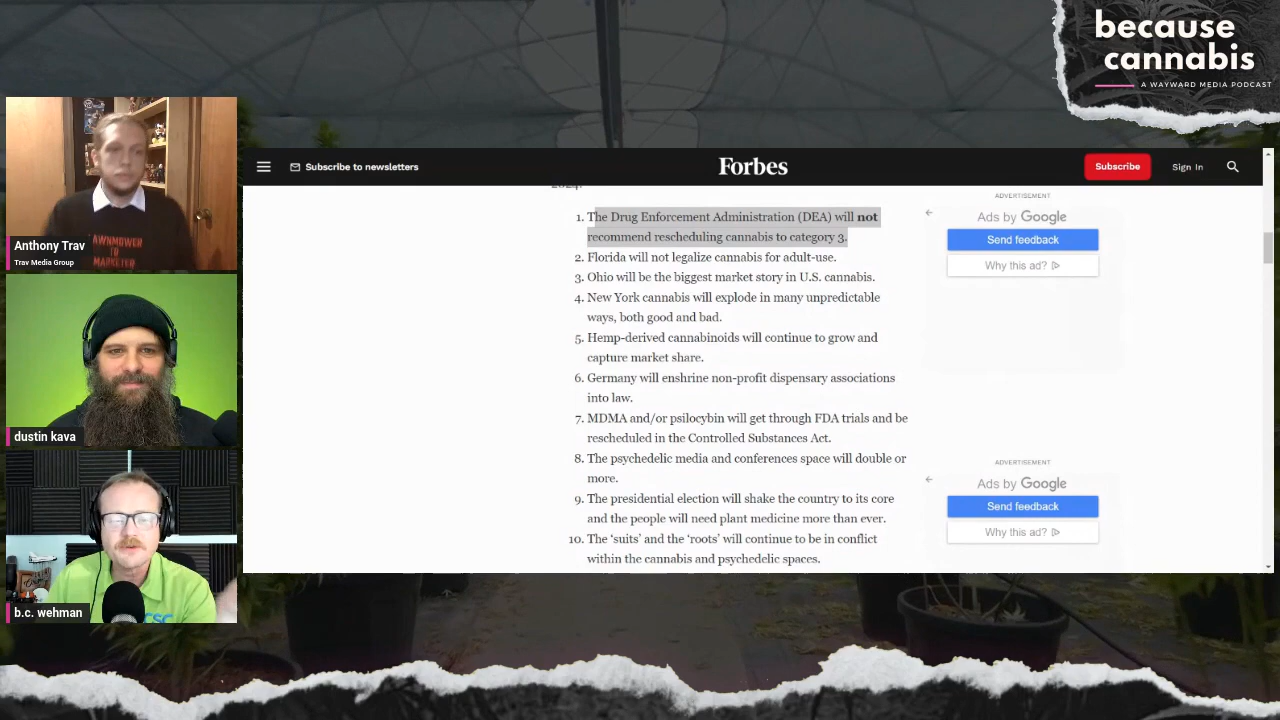 because
cannabis
A WAYWARD MEDIA PODCAST
Anthony Trav
Trav Media Group
AWNMOWER
TO
MARKETER
dustin kava
b.c. wehman
CSC
Subscribe to newsletters
Forbes
Subscribe
Sign In
2024:
1. The Drug Enforcement Administration (DEA) will not
recommend rescheduling cannabis to category 3.
2. Florida will not legalize cannabis for adult-use.
3. Ohio will be the biggest market story in U.S. cannabis.
4. New York cannabis will explode in many unpredictable
ways, both good and bad.
5. Hemp-derived cannabinoids will continue to grow and
capture market share.
6. Germany will enshrine non-profit dispensary associations
into law.
7. MDMA and/or psilocybin will get through FDA trials and be
rescheduled in the Controlled Substances Act.
8. The psychedelic media and conferences space will double or
more.
9. The presidential election will shake the country to its core
and the people will need plant medicine more than ever.
10. The ‘suits’ and the ‘roots’ will continue to be in conflict
within the cannabis and psychedelic spaces.
ADVERTISEMENT
Ads by Google
Send feedback
Why this ad?
ADVERTISEMENT
Ads by Google
Send feedback
Why this ad?